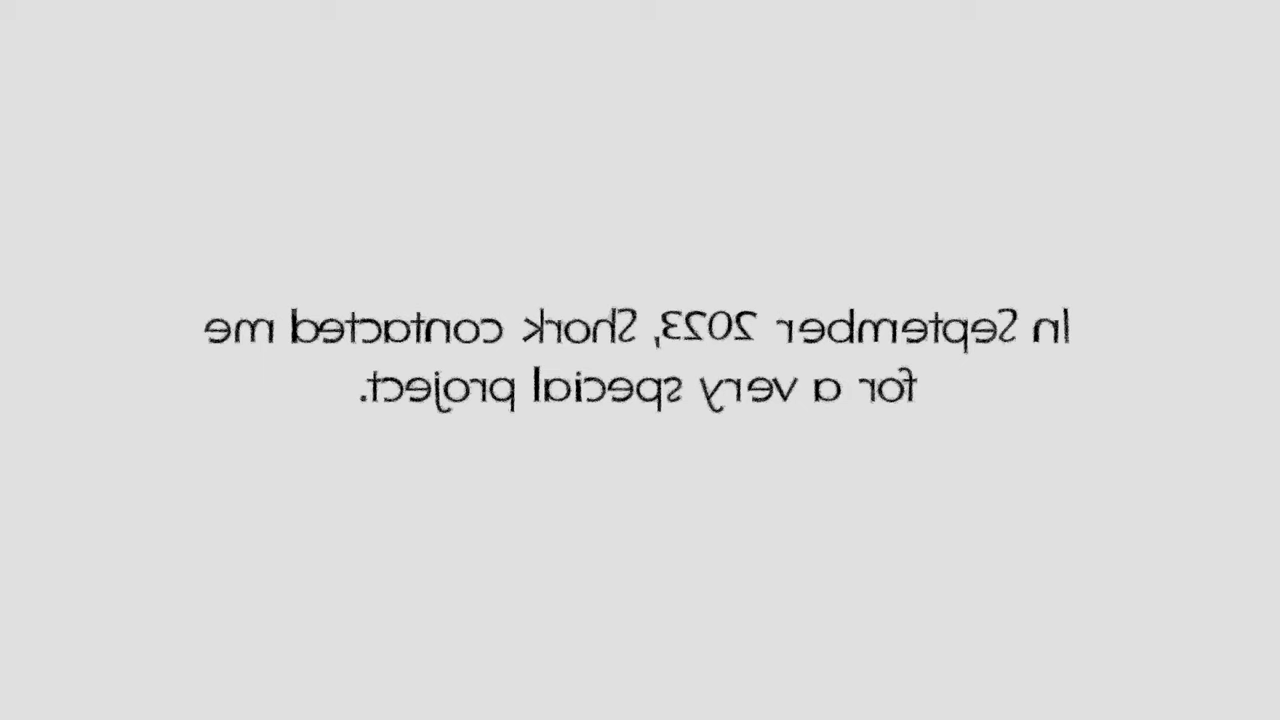 In September 2023, Shork contacted me
for a very special project.